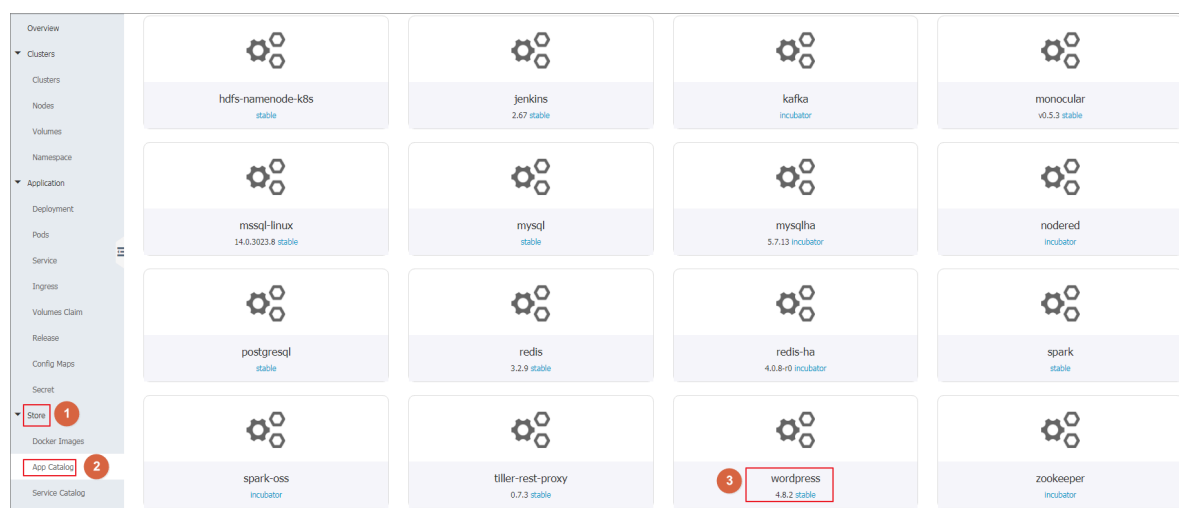 Overview
Clusters
Clusters
Nodes
Volumes
Namespace
Application
Deployment
Pods
Service
Ingress
Volumes Claim
Release
Config Maps
Secret
Store 1
Docker Images
App Catalog 2
Service Catalog
hdfs-namenode-k8s
stable
jenkins
2.67 stable
kafka
incubator
monocular
v0.5.3 stable
mssql-linux
14.0.3023.8 stable
mysql
stable
mysqlha
5.7.13 incubator
nodered
incubator
postgresql
stable
redis
3.2.9 stable
redis-ha
4.0.8-r0 incubator
spark
stable
spark-oss
incubator
tiller-rest-proxy
0.7.3 stable
3 wordpress
4.8.2 stable
zookeeper
incubator